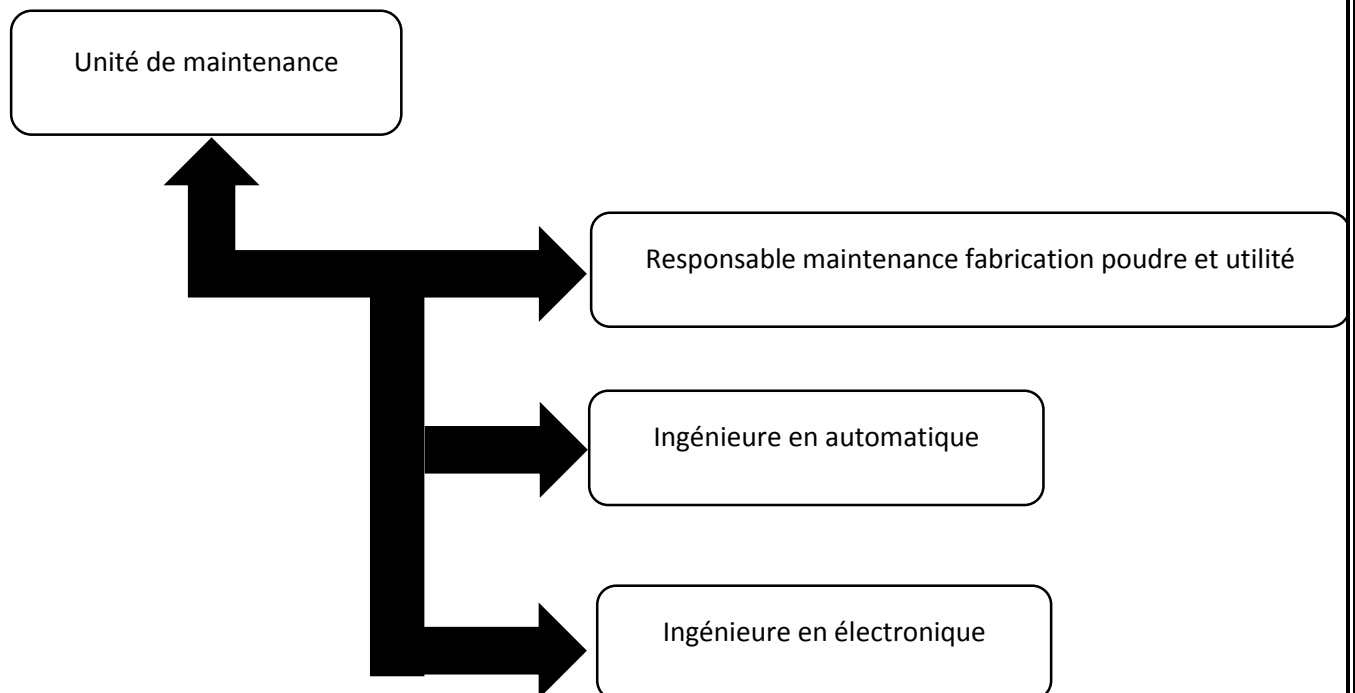 Unité de maintenance
Responsable maintenance fabrication poudre et utilité
Ingénieure en automatique
Ingénieure en électronique